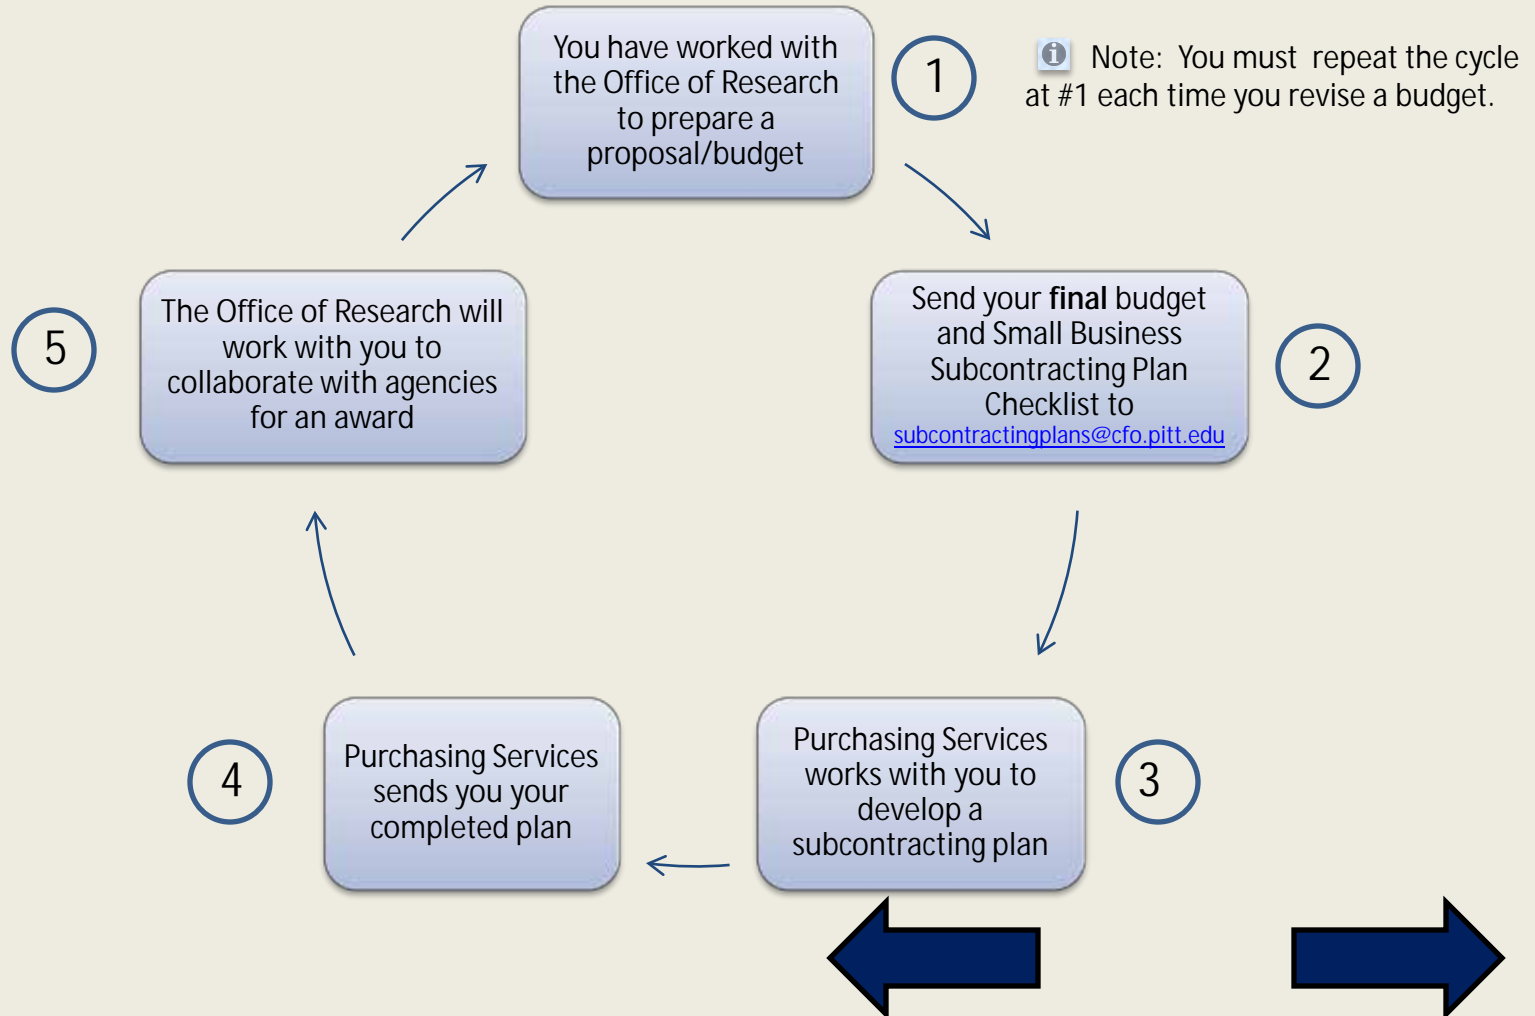 You have worked with
the Office of Research
to prepare a
proposal/budget
1
Note: You must repeat the cycle
at #1 each time you revise a budget.
Send your final budget
and Small Business
Subcontracting Plan
Checklist to
subcontractingplans@cfo.pitt.edu
2
Purchasing Services
works with you to
develop a
subcontracting plan
3
Purchasing Services
sends you your
completed plan
4
The Office of Research will
work with you to
collaborate with agencies
for an award
5